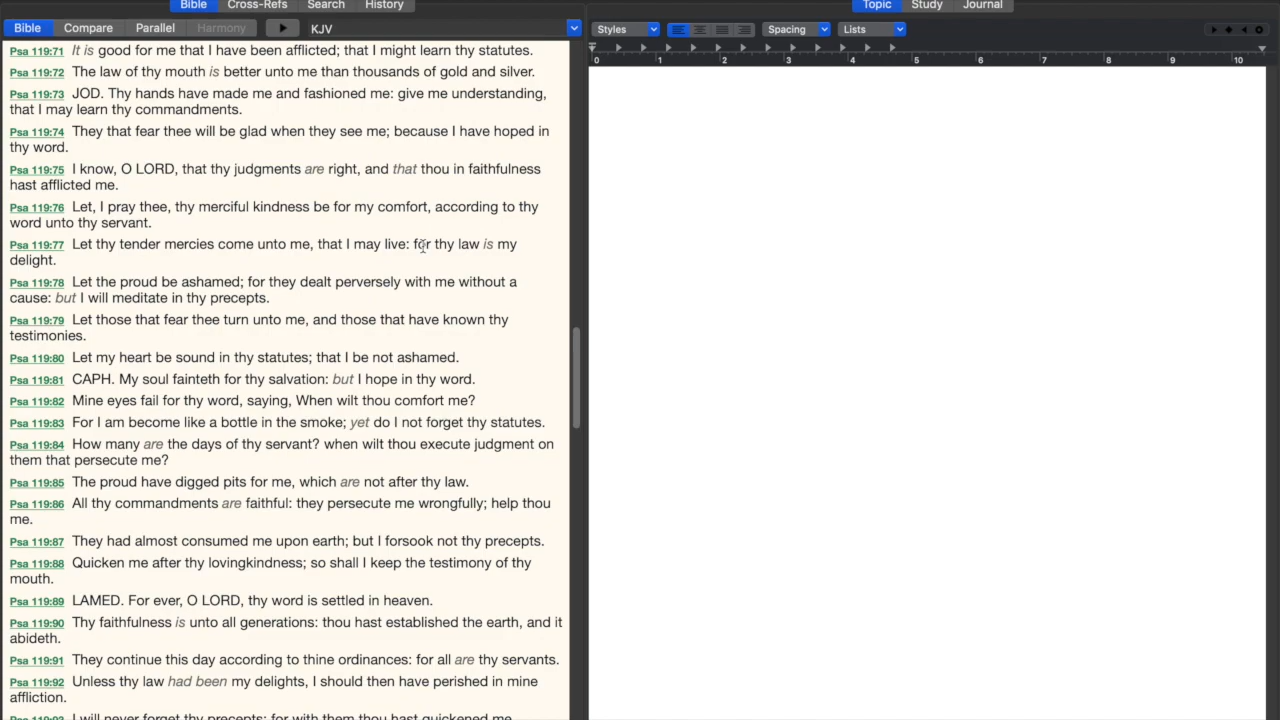 Bible Cross-Refs Search History
Topic Study Journal
Bible Compare Parallel Harmony KJV
Styles Spacing Lists
0 1 2 3 4 5 6 7 8 9 10
Psa 119:71 It is good for me that I have been afflicted; that I might learn thy statutes.
Psa 119:72 The law of thy mouth is better unto me than thousands of gold and silver.
Psa 119:73 JOD. Thy hands have made me and fashioned me: give me understanding,
that I may learn thy commandments.
Psa 119:74 They that fear thee will be glad when they see me; because I have hoped in
thy word.
Psa 119:75 I know, O LORD, that thy judgments are right, and that thou in faithfulness
hast afflicted me.
Psa 119:76 Let, I pray thee, thy merciful kindness be for my comfort, according to thy
word unto thy servant.
Psa 119:77 Let thy tender mercies come unto me, that I may live: for thy law is my
delight.
Psa 119:78 Let the proud be ashamed; for they dealt perversely with me without a
cause: but I will meditate in thy precepts.
Psa 119:79 Let those that fear thee turn unto me, and those that have known thy
testimonies.
Psa 119:80 Let my heart be sound in thy statutes; that I be not ashamed.
Psa 119:81 CAPH. My soul fainteth for thy salvation: but I hope in thy word.
Psa 119:82 Mine eyes fail for thy word, saying, When wilt thou comfort me?
Psa 119:83 For I am become like a bottle in the smoke; yet do I not forget thy statutes.
Psa 119:84 How many are the days of thy servant? when wilt thou execute judgment on
them that persecute me?
Psa 119:85 The proud have digged pits for me, which are not after thy law.
Psa 119:86 All thy commandments are faithful: they persecute me wrongfully; help thou
me.
Psa 119:87 They had almost consumed me upon earth; but I forsook not thy precepts.
Psa 119:88 Quicken me after thy lovingkindness; so shall I keep the testimony of thy
mouth.
Psa 119:89 LAMED. For ever, O LORD, thy word is settled in heaven.
Psa 119:90 Thy faithfulness is unto all generations: thou hast established the earth, and it
abideth.
Psa 119:91 They continue this day according to thine ordinances: for all are thy servants.
Psa 119:92 Unless thy law had been my delights, I should then have perished in mine
affliction.
Psa 119:93 I will never forget thy precepts: for with them thou hast quickened me.